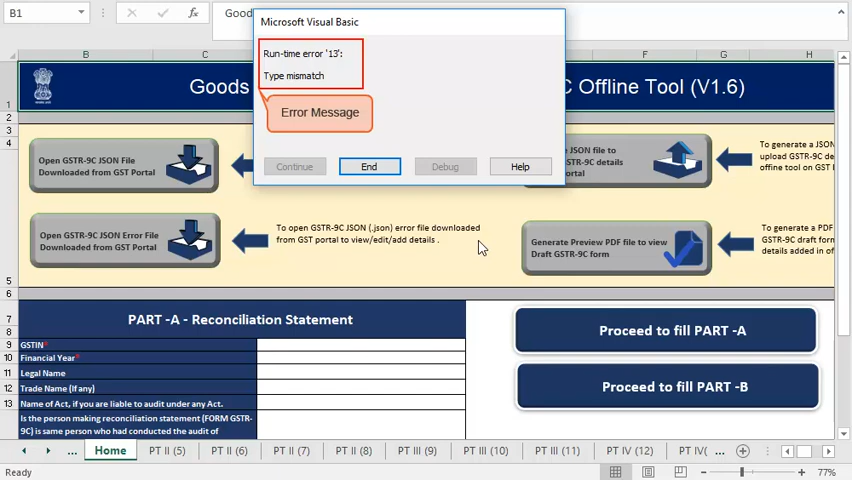 B1
fx
Good
Microsoft Visual Basic
Run-time error '13':
Type mismatch
Error Message
Continue
End
Debug
Help
B
C
F
G
H
1
Goods
C Offline Tool (V1.6)
3
4
Open GSTR-9C JSON File
Downloaded from GST Portal
JSON file to
GSTR-9C details
portal
To generate a JSON
upload GSTR-9C de
offline tool on GST
Open GSTR-9C JSON Error File
Downloaded from GST Portal
To open GSTR-9C JSON (.json) error file downloaded
from GST portal to view/edit/add details .
Generate Preview PDF file to view
Draft GSTR-9C form
To generate a PDF
GSTR-9C draft form
details added in of
5
6
7
PART -A - Reconciliation Statement
Proceed to fill PART -A
8
9
GSTIN*
10
Financial Year*
11
Legal Name
12
Trade Name (If any)
Proceed to fill PART -B
13
Name of Act, if you are liable to audit under any Act.
Is the person making reconciliation statement (FORM GSTR-
9C) is same person who had conducted the audit of
...
Home
PT II (5)
PT II (6)
PT II (7)
PT II (8)
PT III (9)
PT III (10)
PT III (11)
PT IV (12)
PT IV( ...
Ready
77%